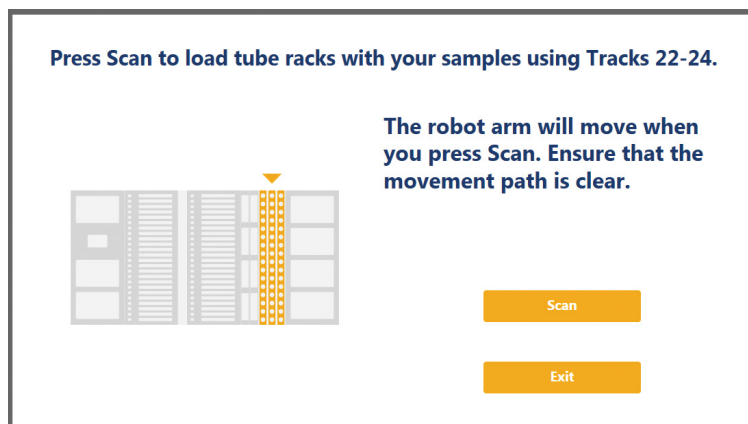 Press Scan to load tube racks with your samples using Tracks 22-24.
The robot arm will move when
you press Scan. Ensure that the
movement path is clear.
Scan
Exit